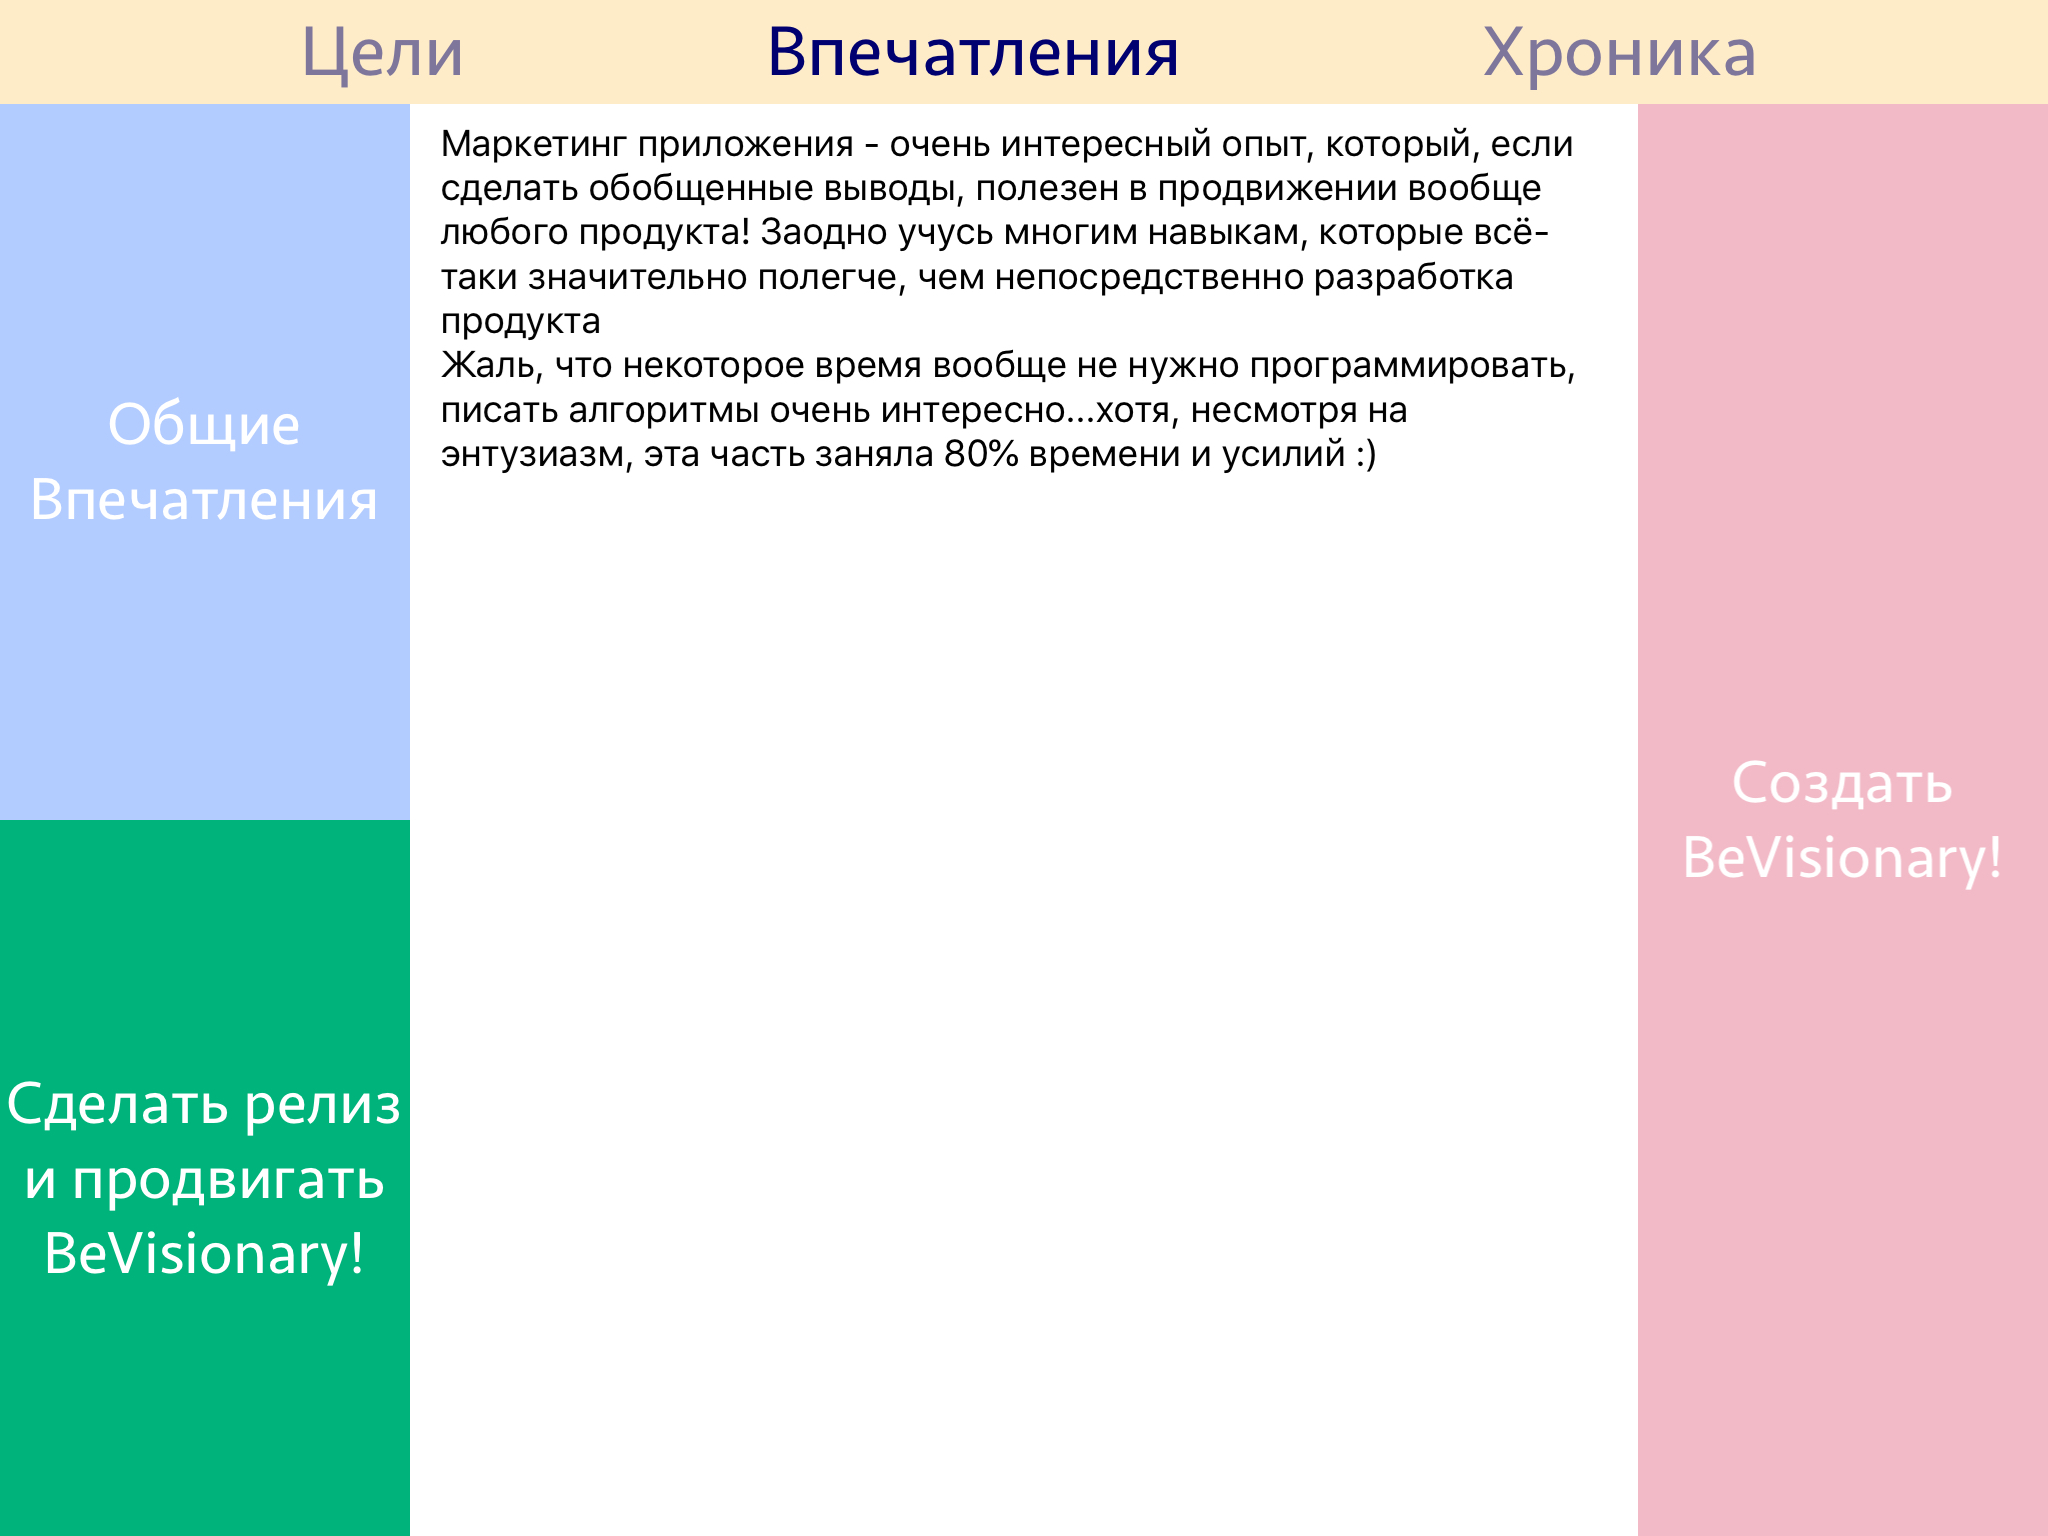 Цели
Впечатления
Хроника
Общие
Впечатления
Сделать релиз
и продвигать
BeVisionary!
Маркетинг приложения - очень интересный опыт, который, если
сделать обобщенные выводы, полезен в продвижении вообще
любого продукта! Заодно учусь многим навыкам, которые всё-
таки значительно полегче, чем непосредственно разработка
продукта
Жаль, что некоторое время вообще не нужно программировать,
писать алгоритмы очень интересно...хотя, несмотря на
энтузиазм, эта часть заняла 80% времени и усилий :)
Создать
BeVisionary!